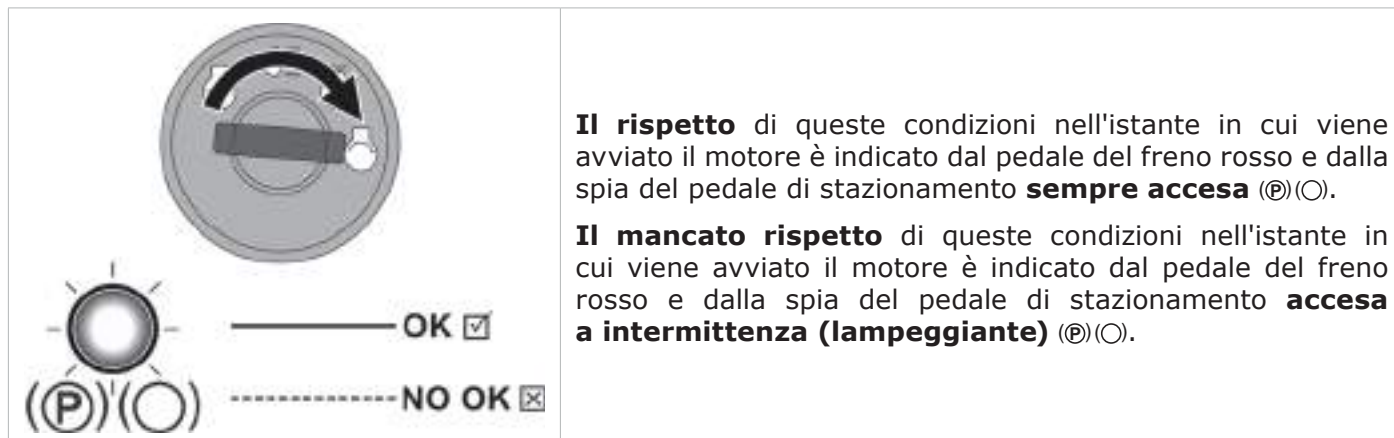 OK ☑
(P)(○)
NO OK ☒
Il rispetto di queste condizioni nell'istante in cui viene
avviato il motore è indicato dal pedale del freno rosso e dalla
spia del pedale di stazionamento sempre accesa (Ⓟ)(◯).
Il mancato rispetto di queste condizioni nell'istante in
cui viene avviato il motore è indicato dal pedale del freno
rosso e dalla spia del pedale di stazionamento accesa
a intermittenza (lampeggiante) (Ⓟ)(◯).